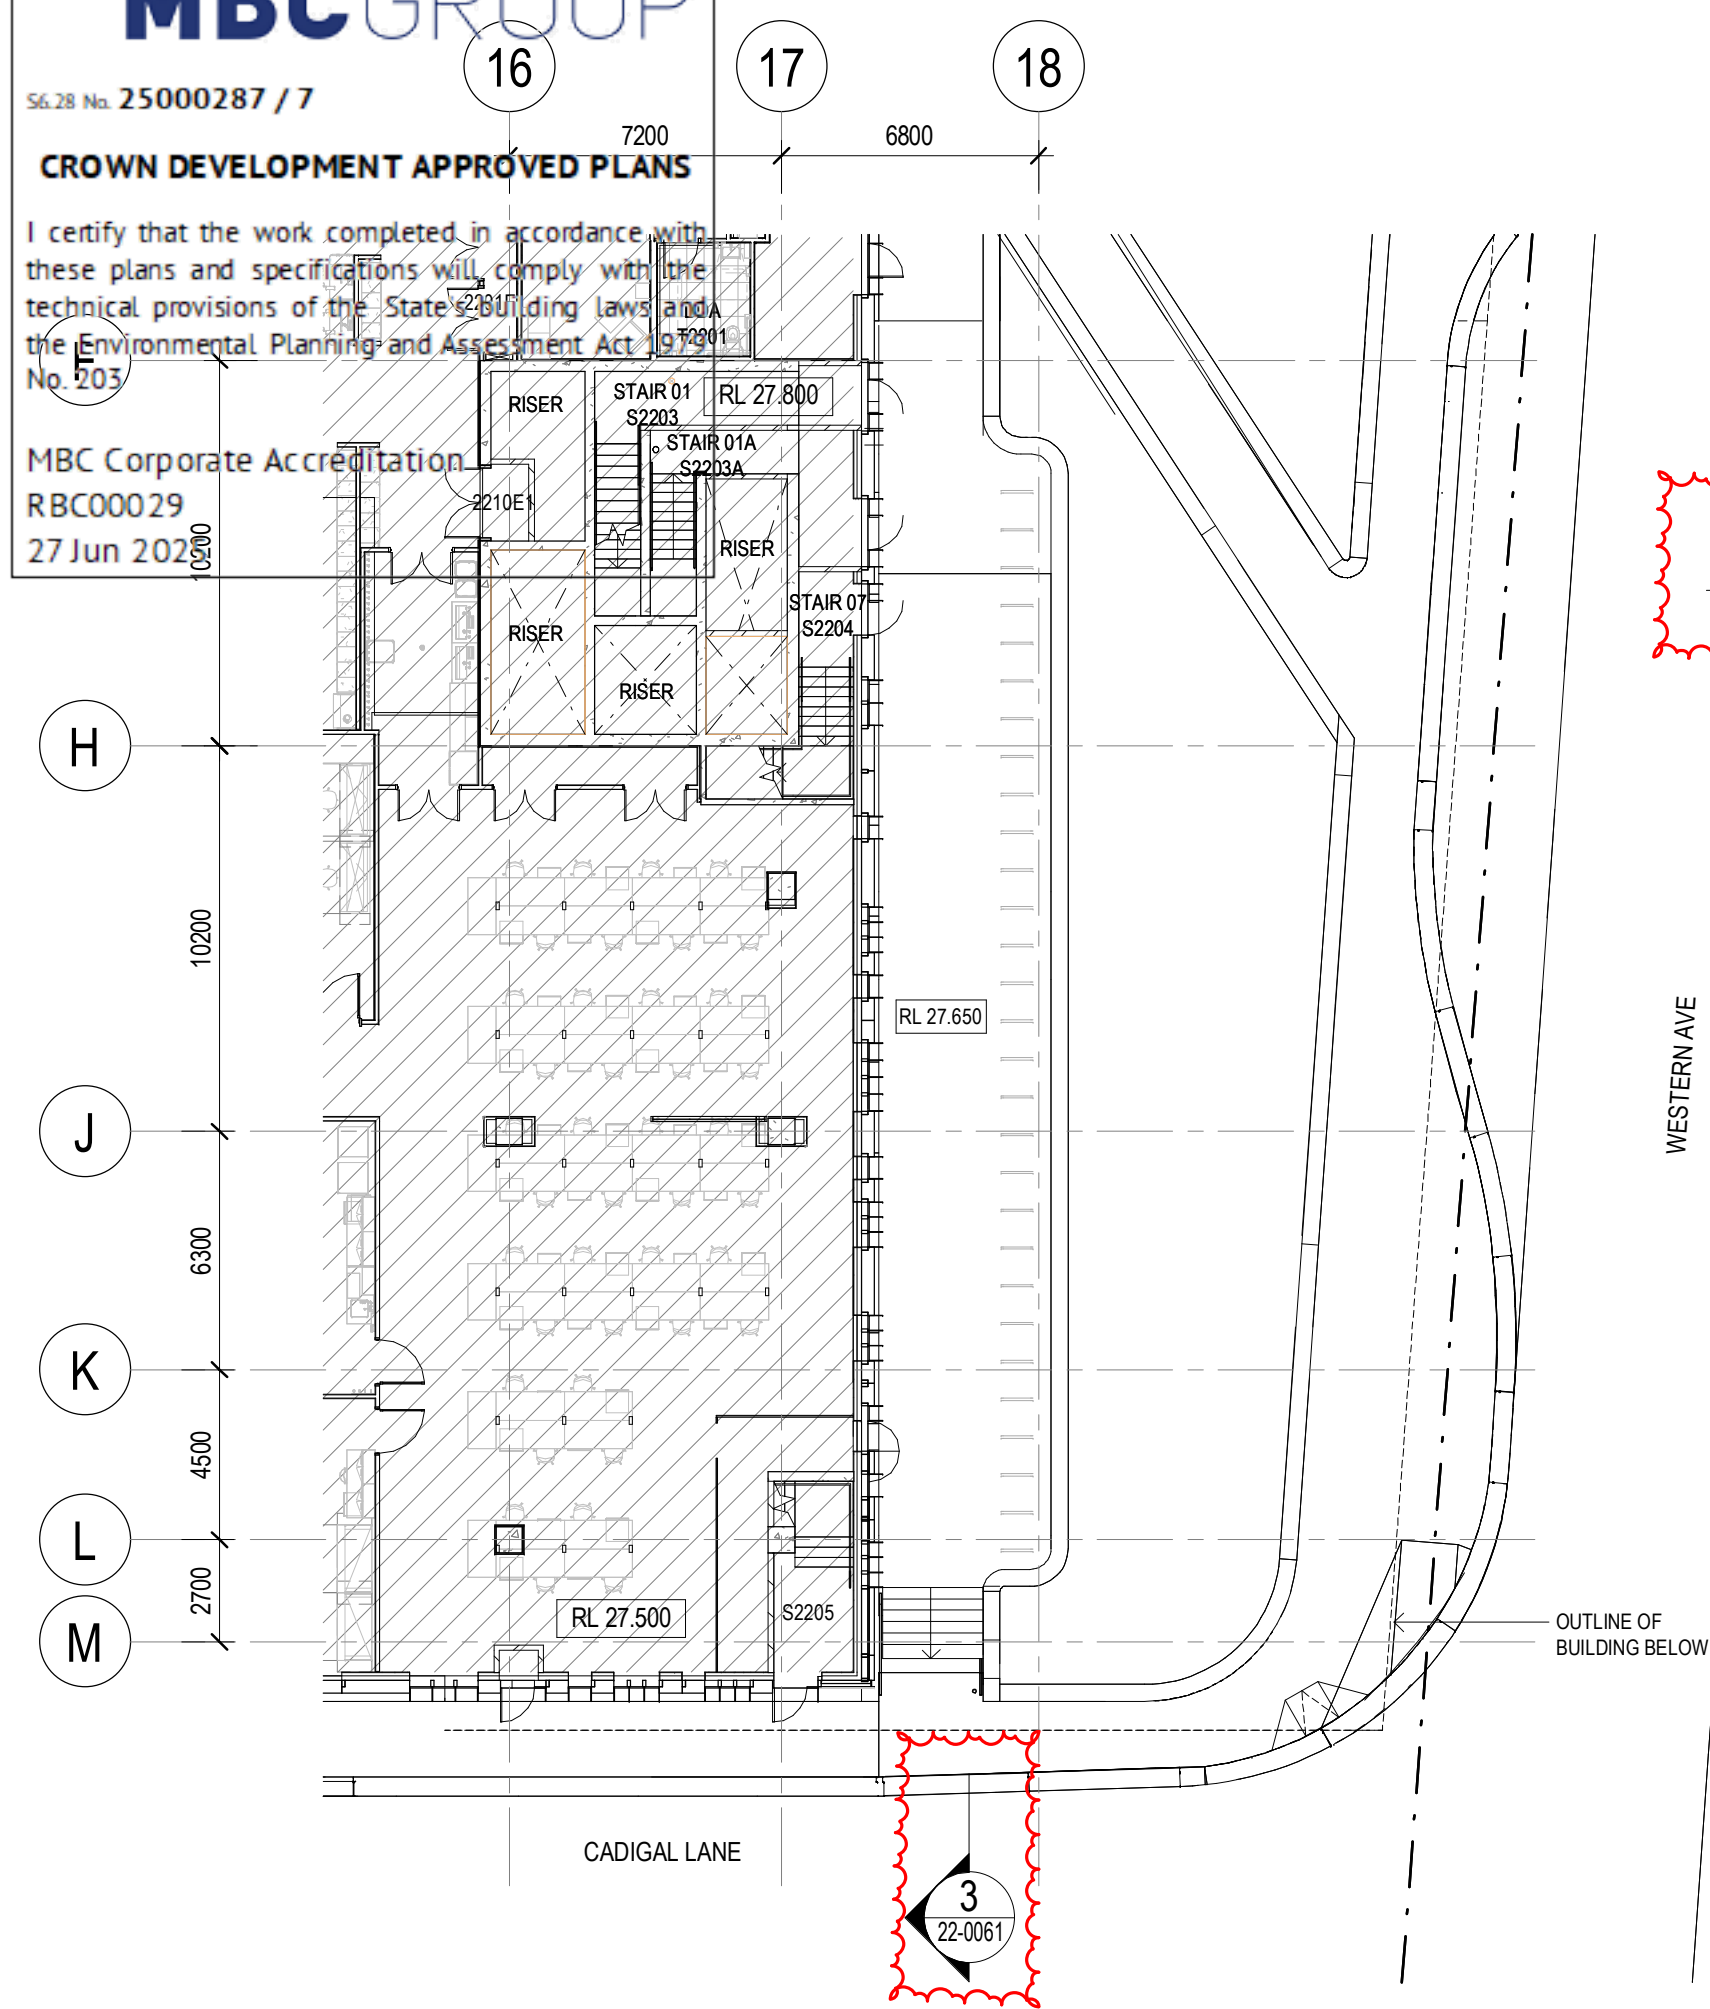 MBCGROUP
S6.28 No. 25000287 / 7
CROWN DEVELOPMENT APPROVED PLANS
I certify that the work completed in accordance with
these plans and specifications will comply with the
technical provisions of the State's building laws and
the Environmental Planning and Assessment Act 1979
No. 203
MBC Corporate Accreditation
RBC00029
27 Jun 2025
16
17
18
7200
6800
F
H
J
K
L
M
10200
10200
6300
4500
2700
2201E
T2201
RISER
STAIR 01
S2203
RL 27.800
STAIR 01A
S2203A
2210E1
RISER
STAIR 07
S2204
RISER
RISER
RL 27.650
WESTERN AVE
RL 27.500
S2205
OUTLINE OF
BUILDING BELOW
CADIGAL LANE
3
22-0061